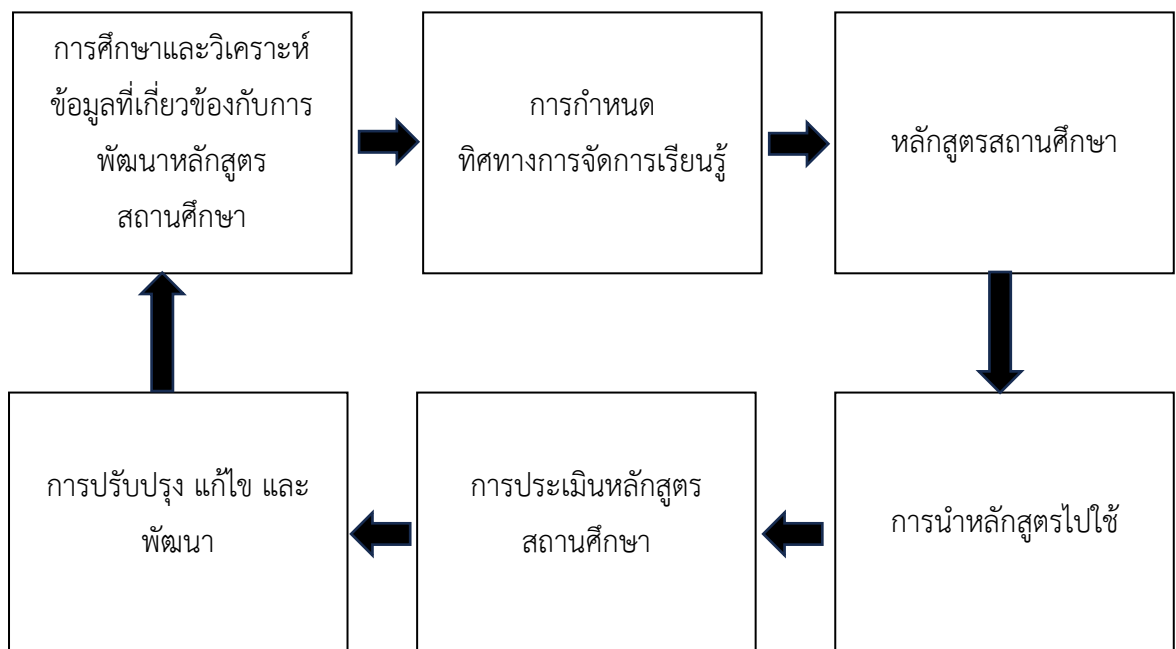 การศึกษาและวิเคราะห์
ข้อมูลที่เกี่ยวข้องกับการ
พัฒนาหลักสูตร
สถานศึกษา
การกำหนด
ทิศทางการจัดการเรียนรู้
หลักสูตรสถานศึกษา
การนำหลักสูตรไปใช้
การประเมินหลักสูตร
สถานศึกษา
การปรับปรุง แก้ไข และ
พัฒนา